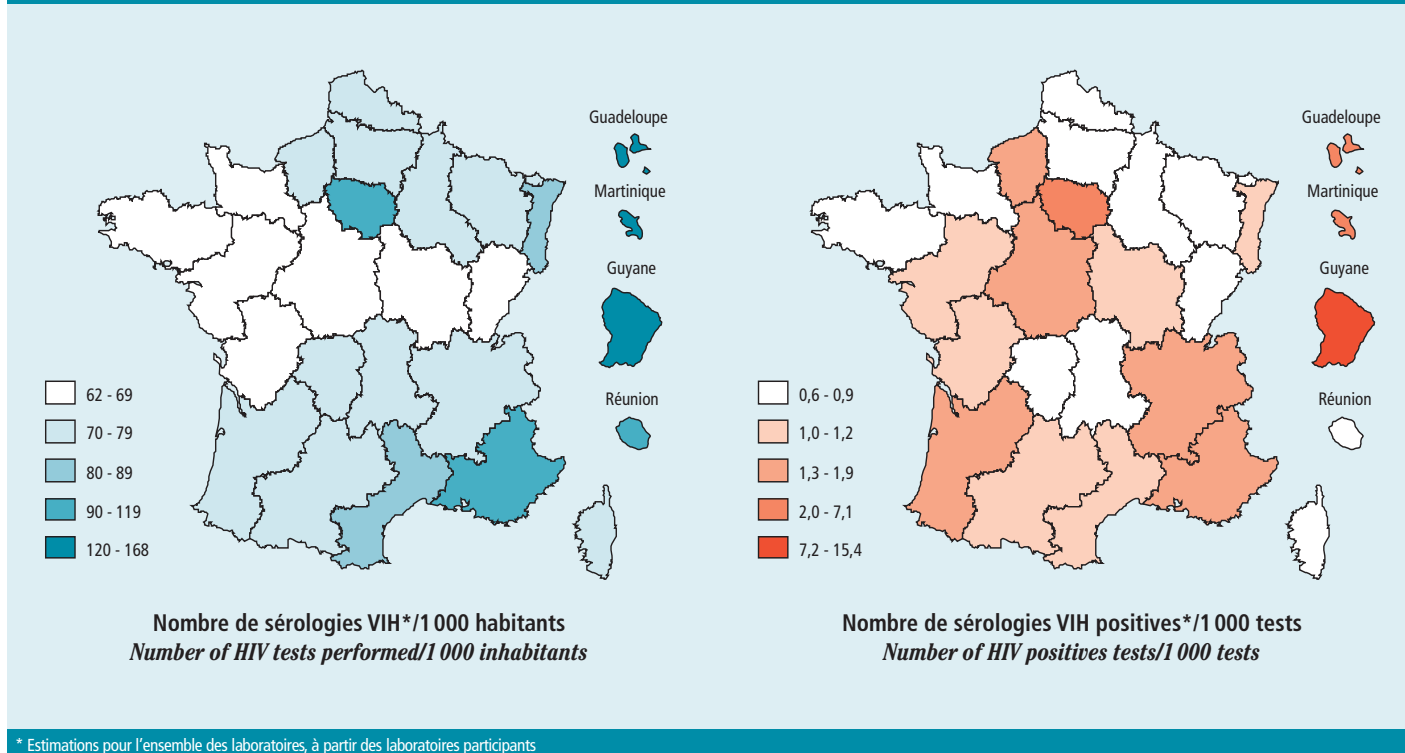 Guadeloupe
Martinique
Guyane
Réunion
62 - 69
70 - 79
80 - 89
90 - 119
120 - 168
Nombre de sérologies VIH*/1 000 habitants
Number of HIV tests performed/1 000 inhabitants
Guadeloupe
Martinique
Guyane
Réunion
0,6 - 0,9
1,0 - 1,2
1,3 - 1,9
2,0 - 7,1
7,2 - 15,4
Nombre de sérologies VIH positives*/1 000 tests
Number of HIV positives tests/1 000 tests
* Estimations pour l'ensemble des laboratoires, à partir des laboratoires participants